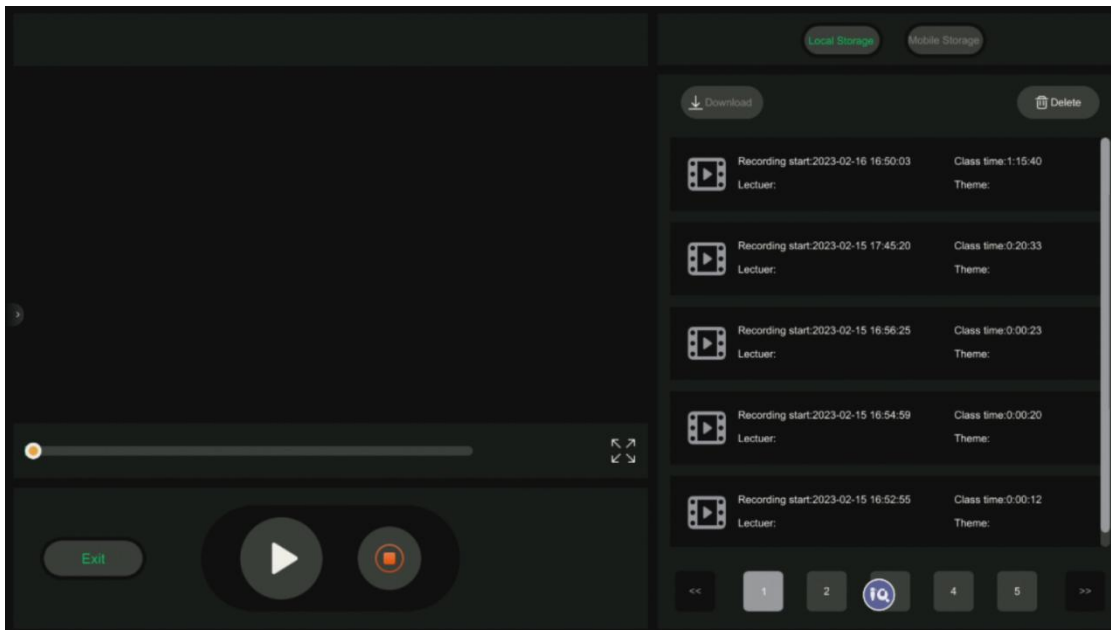 Local Storage
Mobile Storage
Download
Delete
Recording start:2023-02-16 16:50:03
Class time:1:15:40
Lectuer:
Theme:
Recording start:2023-02-15 17:45:20
Class time:0:20:33
Lectuer:
Theme:
Recording start:2023-02-15 16:56:25
Class time:0:00:23
Lectuer:
Theme:
Recording start:2023-02-15 16:54:59
Class time:0:00:20
Lectuer:
Theme:
Recording start:2023-02-15 16:52:55
Class time:0:00:12
Lectuer:
Theme:
Exit
<< 1 2 iQ 4 5 >>